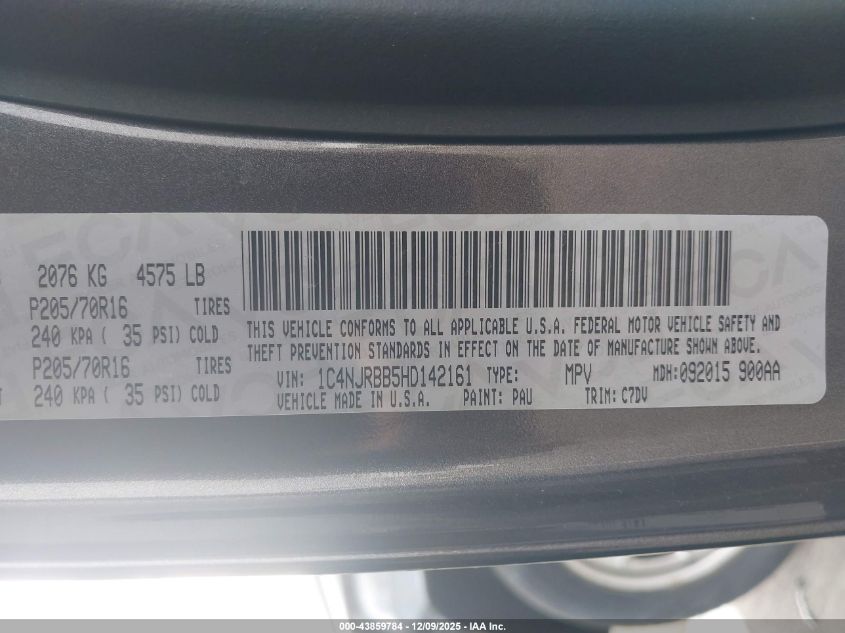 2076 KG 4575 LB
P205/70R16 TIRES
240 KPA ( 35 PSI) COLD
P205/70R16 TIRES
240 KPA ( 35 PSI) COLD
THIS VEHICLE CONFORMS TO ALL APPLICABLE U.S.A. FEDERAL MOTOR VEHICLE SAFETY AND
THEFT PREVENTION STANDARDS IN EFFECT ON THE DATE OF MANUFACTURE SHOWN ABOVE.
VIN: 1C4NJRBB5HD142161 TYPE: MPV MDH:092015 900AA
VEHICLE MADE IN U.S.A. PAINT: PAU TRIM: C7DV
000-43859784 - 12/09/2025 - IAA Inc.